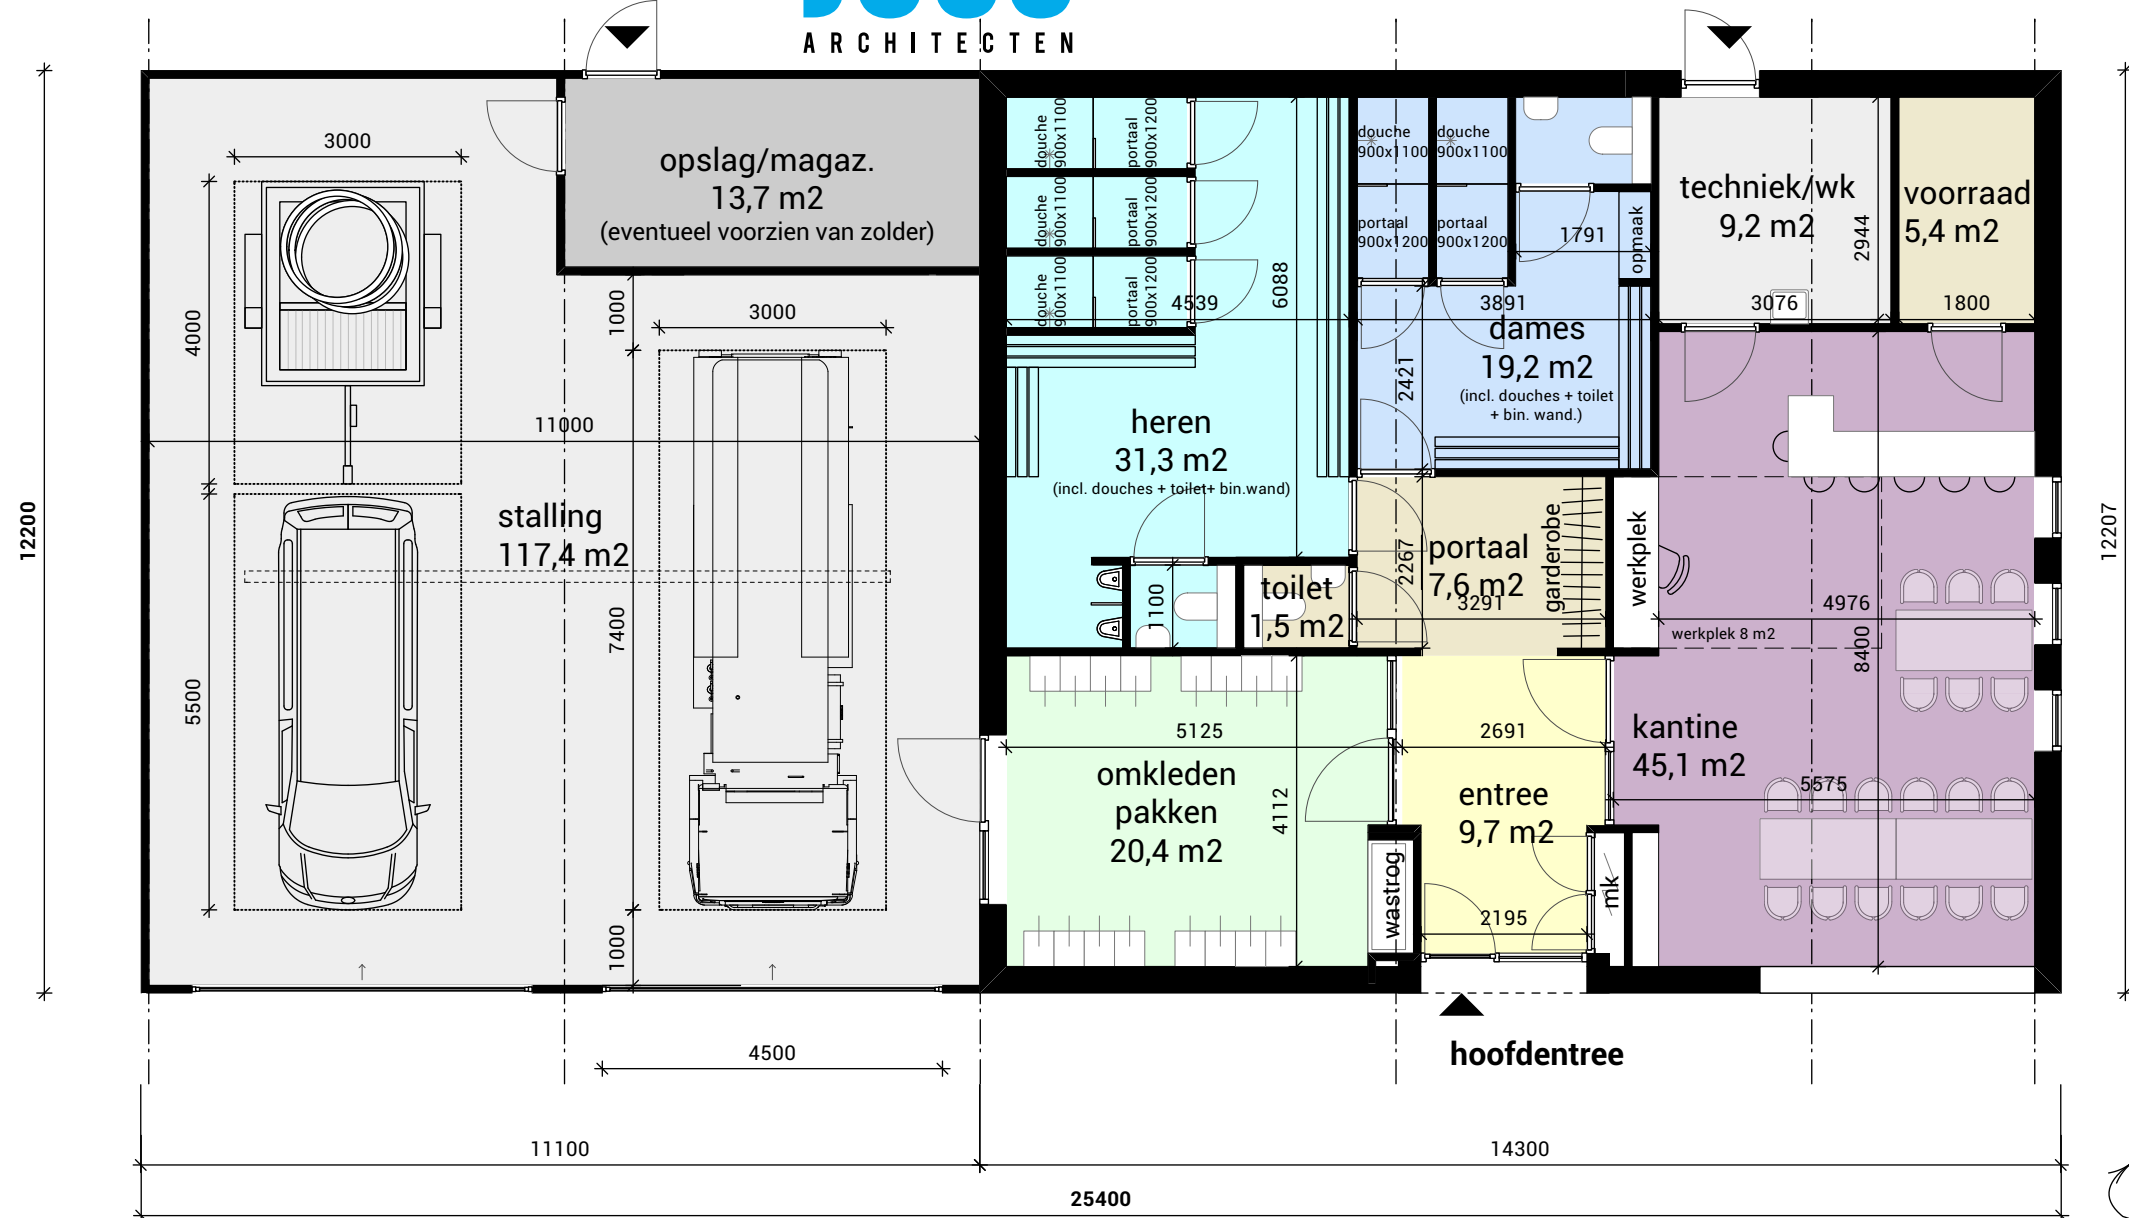 ARCHITECTEN
3000
opslag/magaz.
13,7 m2
(eventueel voorzien van zolder)
douche
900x1100
portaal
900x1200
douche
900x1100
portaal
900x1200
douche
900x1100
portaal
900x1200
douche
900x1100
douche
900x1100
portaal
900x1200
portaal
900x1200
1791
opmaak
techniek/wk
9,2 m2
2944
voorraad
5,4 m2
4000
1000
3000
4539
6088
3891
3076
1800
dames
19,2 m2
(incl. douches + toilet
+ bin. wand.)
2421
11000
heren
31,3 m2
(incl. douches + toilet+ bin.wand)
12200
stalling
117,4 m2
12207
portaal
7,6 m2
2267
3291
garderobe
werkplek
toilet
1,5 m2
1100
4976
werkplek 8 m2
8400
7400
5500
5125
2691
kantine
45,1 m2
5575
omkleden
pakken
20,4 m2
4112
entree
9,7 m2
wastrog
mk
2195
1000
4500
hoofdentree
11100
14300
25400